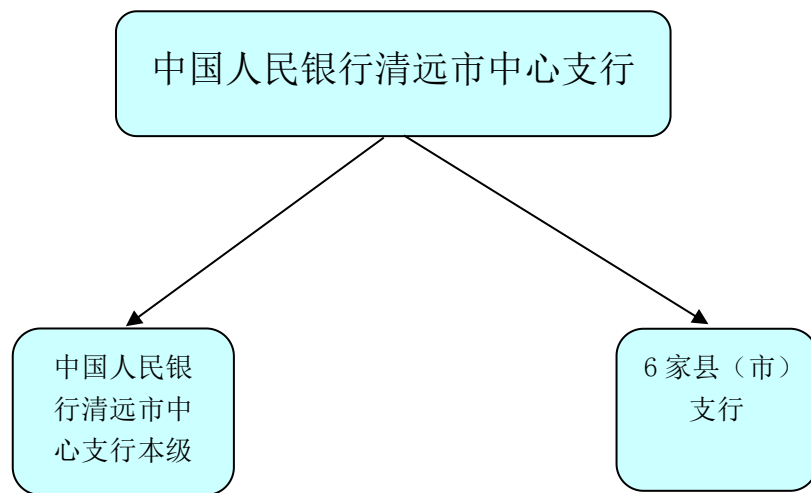 中国人民银行清远市中心支行
中国人民银
行清远市中
心支行本级
6 家县（市）
支行